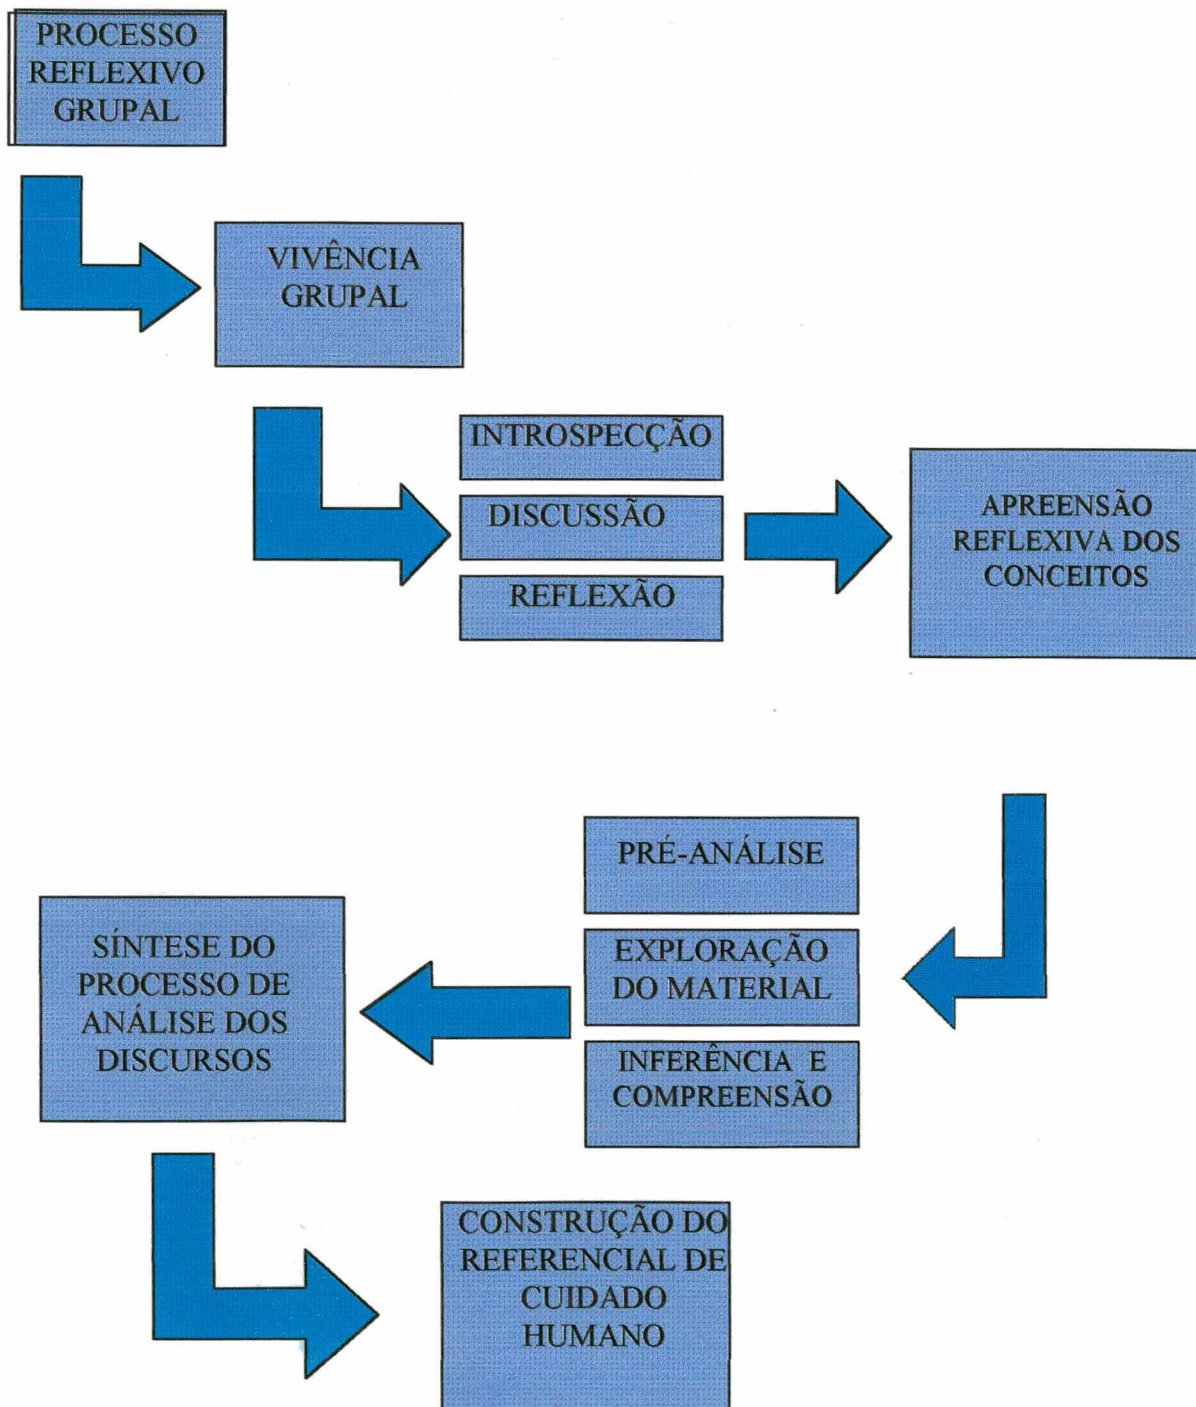 PROCESSO
REFLEXIVO
GRUPAL
VIVÊNCIA
GRUPAL
INTROSPECÇÃO
DISCUSSÃO
REFLEXÃO
APREENSÃO
REFLEXIVA DOS
CONCEITOS
PRÉ-ANÁLISE
EXPLORAÇÃO
DO MATERIAL
INFERÊNCIA E
COMPREENSÃO
SÍNTESE DO
PROCESSO DE
ANÁLISE DOS
DISCURSOS
CONSTRUÇÃO DO
REFERENCIAL DE
CUIDADO
HUMANO